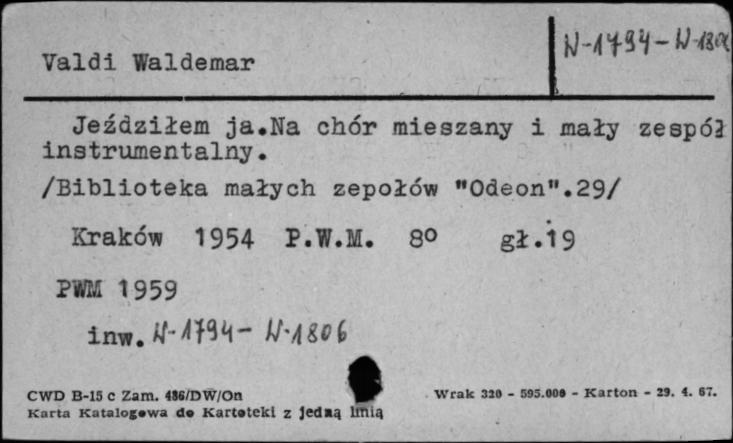 Valdi Waldemar
N-1794-N-180
Jeździłem ja.Na chór mieszany i mały zespół
instrumentalny.
/Biblioteka małych zepołów "Odeon".29/
Kraków 1954 P.W.M. 8º gł.19
PWM 1959
inw. N-1794- N-1806
CWD B-15 c Zam. 486/DW/On
Wrak 320 - 595.000 - Karton - 29. 4. 67.
Karta Katalogowa do Kartoteki z jedną linią